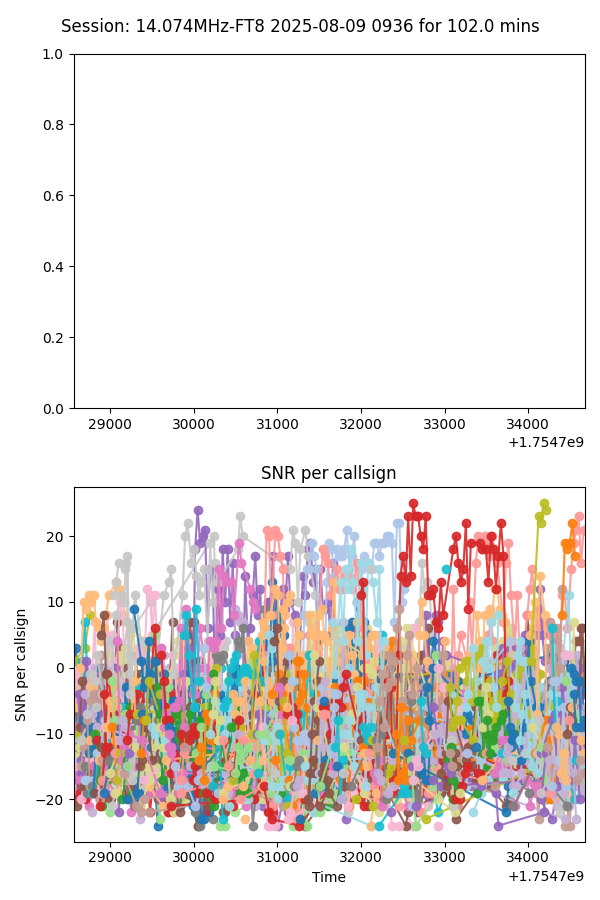 Session: 14.074MHz-FT8 2025-08-09 0936 for 102.0 mins
1.0
0.8
0.6
0.4
0.2
0.0
29000 30000 31000 32000 33000 34000
+1.7547e9
SNR per callsign
20
10
0
−10
−20
SNR per callsign
29000 30000 31000 32000 33000 34000
Time
+1.7547e9